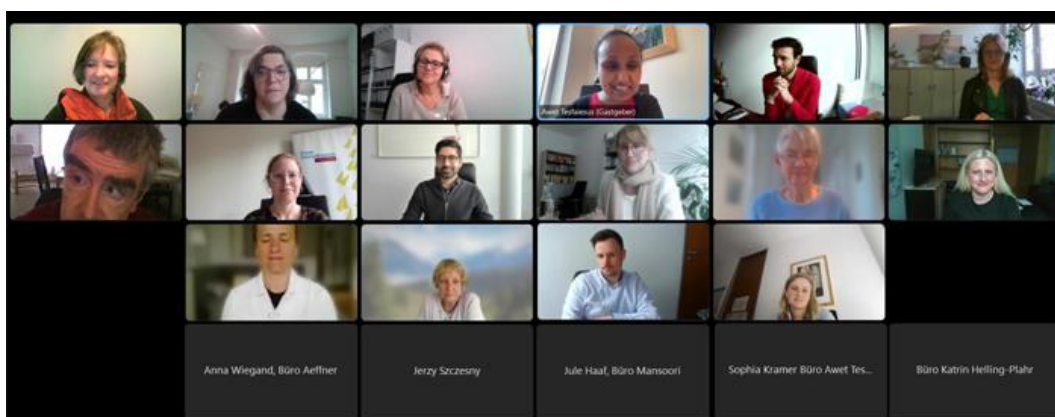 Awet Tesfaiesus (Gastgeber)
Anna Wiegand, Büro Aeffner
Jerzy Szczesny
Jule Haaf, Büro Mansoori
Sophia Kramer Büro Awet Tes...
Büro Katrin Helling-Plahr